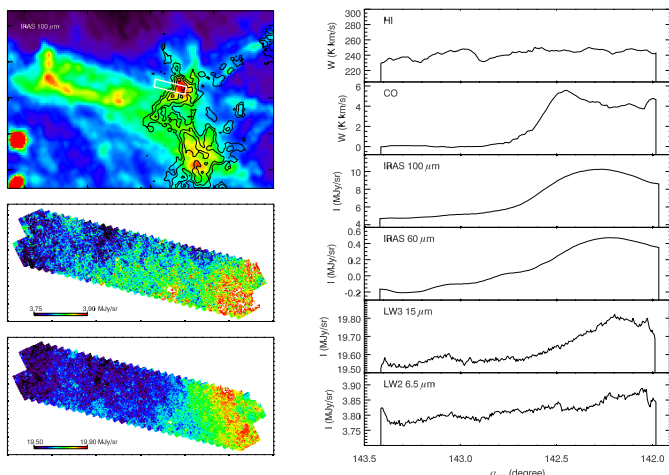 IRAS 100 μm
3.75 3.90 MJy/sr
19.50 19.90 MJy/sr
HI
W (K km/s)
260
240
220
CO
W (K km/s)
6
4
2
0
IRAS 100 μm
I (MJy/sr)
10
8
6
4
IRAS 60 μm
I (MJy/sr)
0.6
0.4
0.2
0.0
-0.2
LW3 15 μm
I (MJy/sr)
19.80
19.70
19.60
19.50
LW2 6.5 μm
I (MJy/sr)
3.90
3.85
3.80
3.75
143.5 143.0 142.5 142.0
(degree)